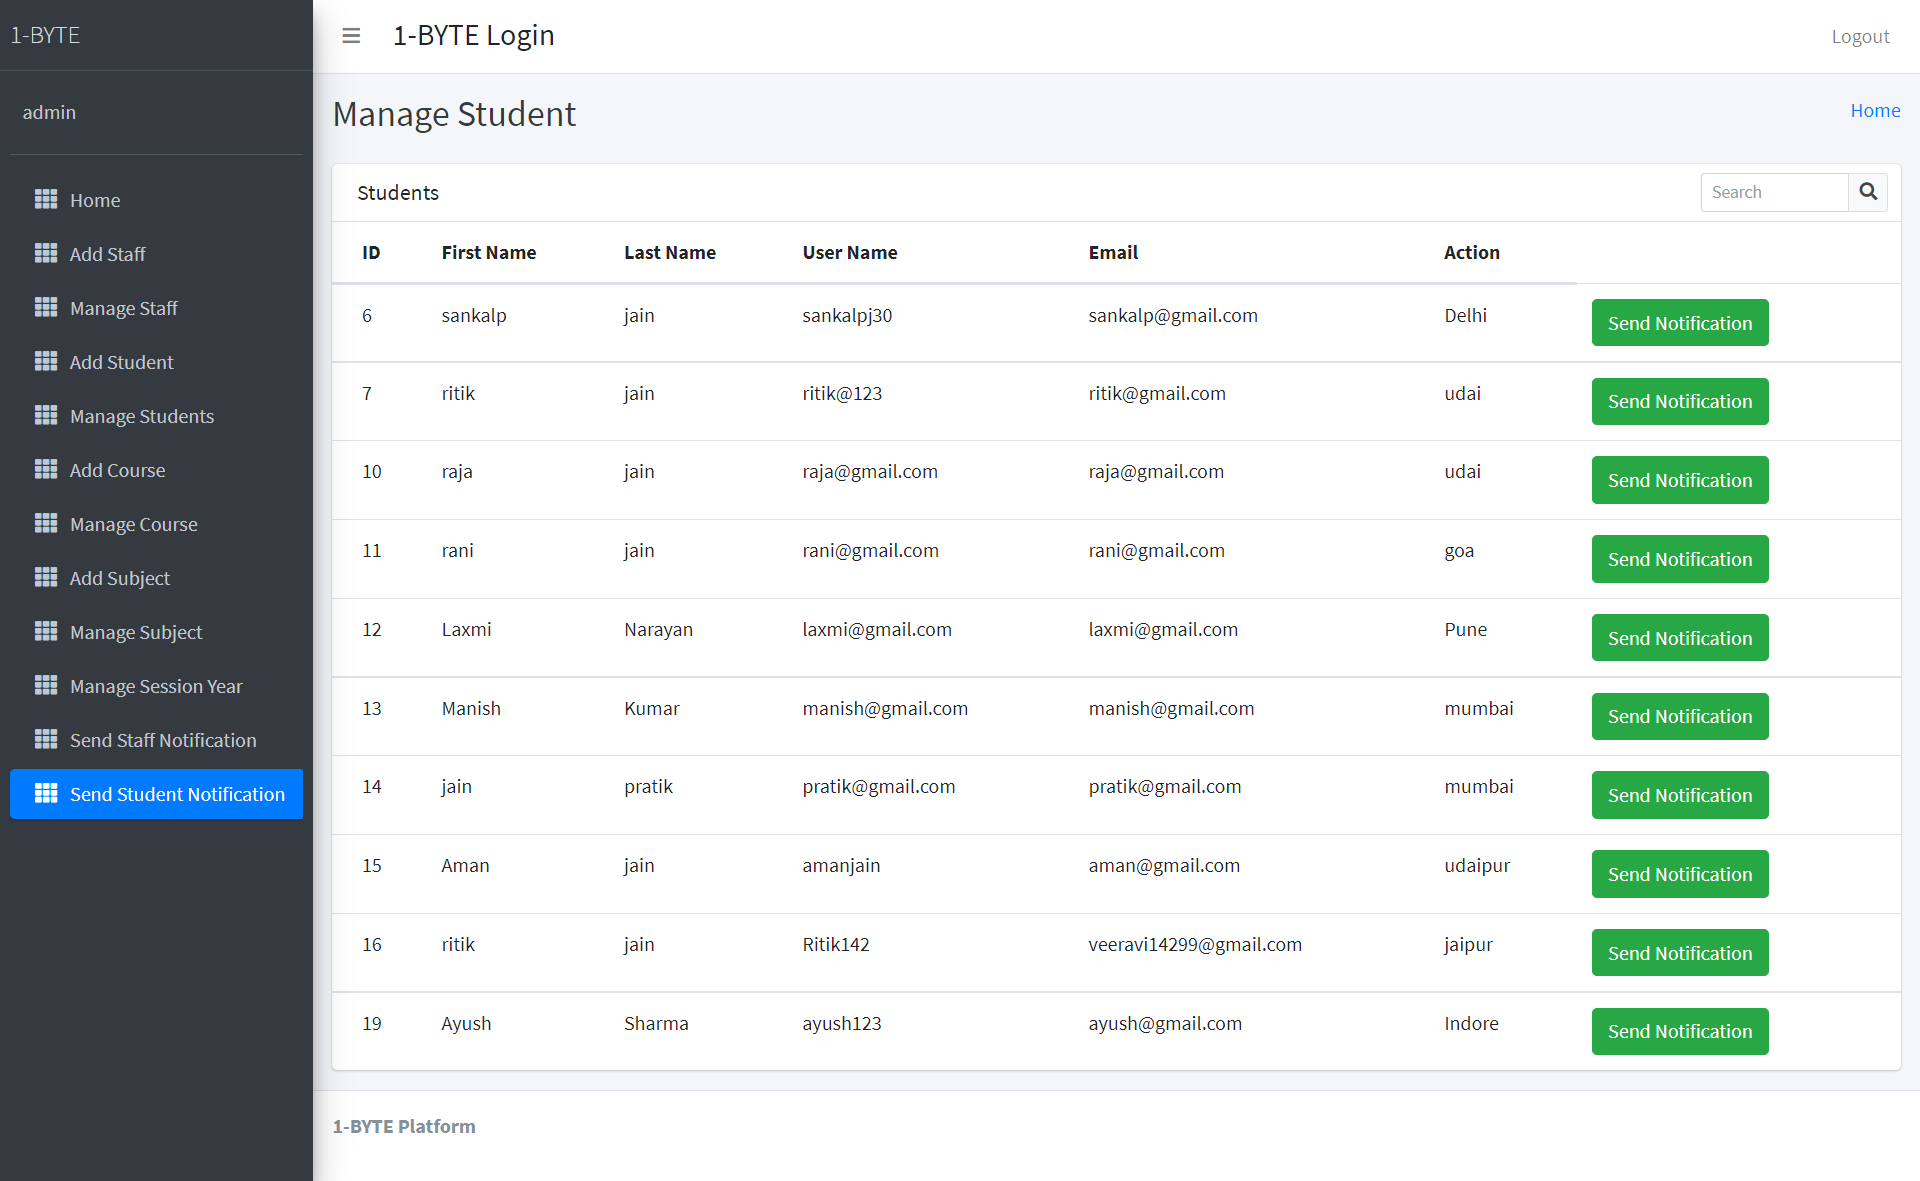 1-BYTE
1-BYTE Login
Logout
admin
Manage Student
Home
Home
Add Staff
Manage Staff
Add Student
Manage Students
Add Course
Manage Course
Add Subject
Manage Subject
Manage Session Year
Send Staff Notification
Send Student Notification
Students
Search
ID First Name Last Name User Name Email Action
6 sankalp jain sankalpj30 sankalp@gmail.com Delhi Send Notification
7 ritik jain ritik@123 ritik@gmail.com udai Send Notification
10 raja jain raja@gmail.com raja@gmail.com udai Send Notification
11 rani jain rani@gmail.com rani@gmail.com goa Send Notification
12 Laxmi Narayan laxmi@gmail.com laxmi@gmail.com Pune Send Notification
13 Manish Kumar manish@gmail.com manish@gmail.com mumbai Send Notification
14 jain pratik pratik@gmail.com pratik@gmail.com mumbai Send Notification
15 Aman jain amanjain aman@gmail.com udaipur Send Notification
16 ritik jain Ritik142 veeravi14299@gmail.com jaipur Send Notification
19 Ayush Sharma ayush123 ayush@gmail.com Indore Send Notification
1-BYTE Platform